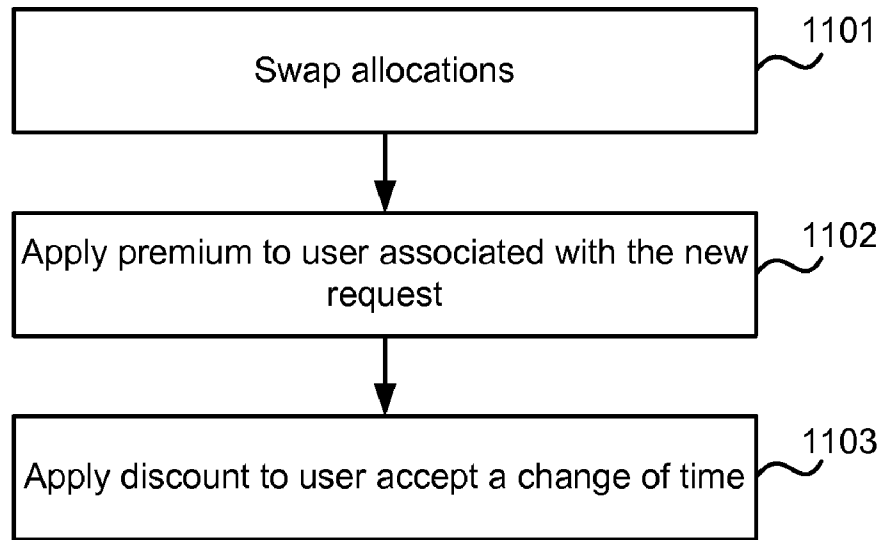 1101
Swap allocations
1102
Apply premium to user associated with the new
request
1103
Apply discount to user accept a change of time